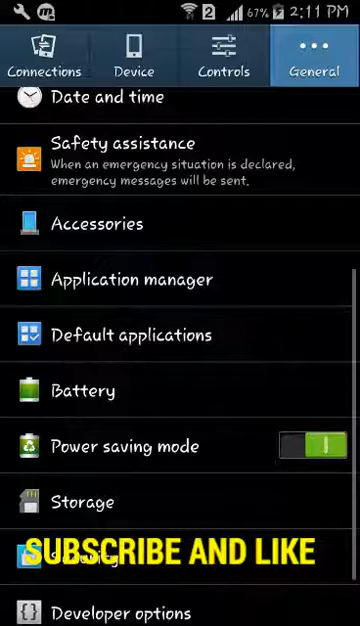 2 67% 2:11 PM
Connections Device Controls General
Date and time
Safety assistance
When an emergency situation is declared,
emergency messages will be sent.
Accessories
Application manager
Default applications
Battery
Power saving mode
Storage
SUBSCRIBE AND LIKE
Developer options